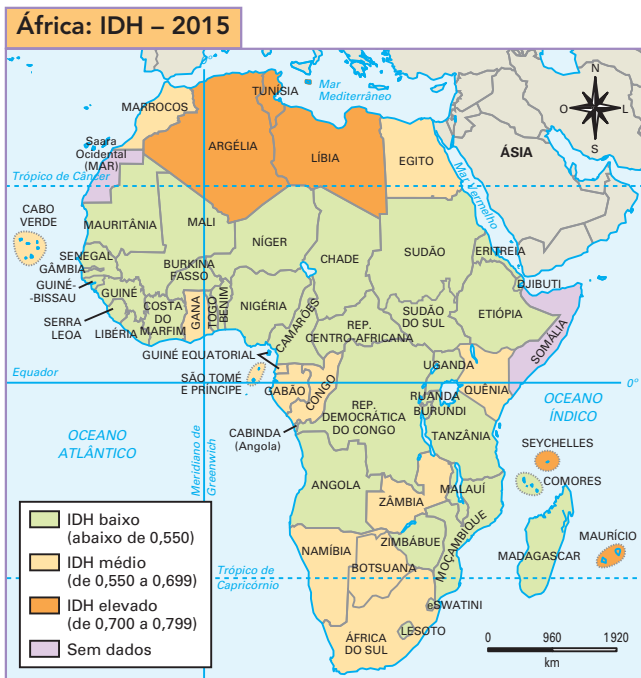 África: IDH – 2015
0°
Mar
Mediterrâneo
N
O
L
S
TUNÍSIA
MARROCOS
ARGÉLIA
LÍBIA
EGITO
ÁSIA
Saara
Ocidental
(MAR)
Trópico de Câncer
Mar Vermelho
CABO
VERDE
MAURITÂNIA
MALI
NÍGER
CHADE
SUDÃO
ERITREIA
SENEGAL
GÂMBIA
GUINÉ-
-BISSAU
GUINÉ
BURKINA
FASSO
DJIBUTI
SERRA
LEOA
LIBÉRIA
COSTA
DO
MARFIM
GANA
TOGO
BENIM
NIGÉRIA
CAMARÕES
REP.
CENTRO-AFRICANA
SUDÃO
DO SUL
ETIÓPIA
SOMÁLIA
GUINÉ EQUATORIAL
SÃO TOMÉ
E PRÍNCIPE
Equador
0°
GABÃO
CONGO
REP.
DEMOCRÁTICA
DO CONGO
UGANDA
RUANDA
BURUNDI
QUÊNIA
TANZÂNIA
OCEANO
ÍNDICO
OCEANO
ATLÂNTICO
Meridiano de
Greenwich
CABINDA
(Angola)
SEYCHELLES
COMORES
ANGOLA
ZÂMBIA
MALAUÍ
MOÇAMBIQUE
ZIMBÁBUE
NAMÍBIA
BOTSUANA
MADAGASCAR
MAURÍCIO
Trópico de
Capricórnio
eSWATINI
LESOTO
ÁFRICA
DO SUL
IDH baixo
(abaixo de 0,550)
IDH médio
(de 0,550 a 0,699)
IDH elevado
(de 0,700 a 0,799)
Sem dados
0 960 1 920
km